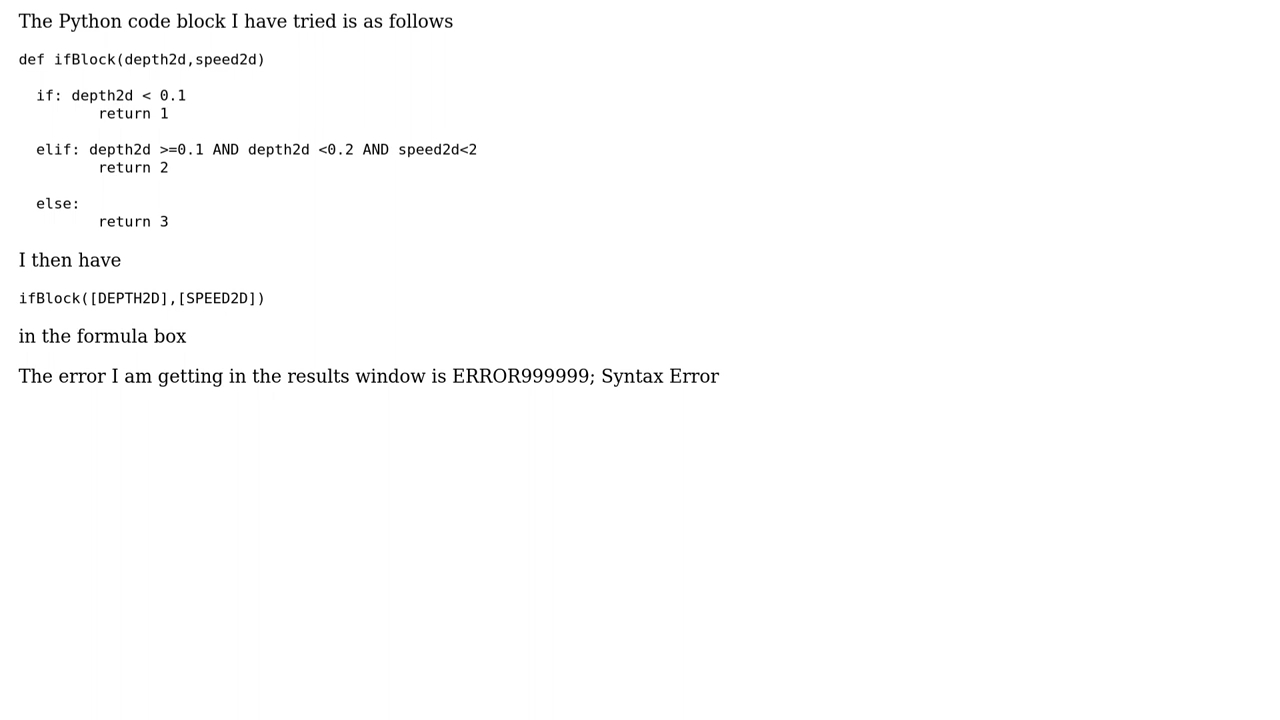 The Python code block I have tried is as follows
def ifBlock(depth2d,speed2d)
  if: depth2d < 0.1
         return 1
  elif: depth2d >=0.1 AND depth2d <0.2 AND speed2d<2
         return 2
  else:
         return 3
I then have
ifBlock([DEPTH2D],[SPEED2D])
in the formula box
The error I am getting in the results window is ERROR999999; Syntax Error